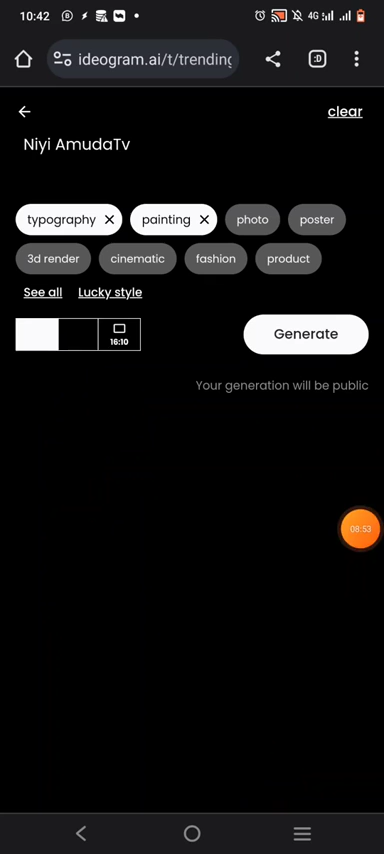 10:42 4G
ideogram.ai/t/trending
:D
clear
Niyi AmudaTv
typography painting photo poster
3d render cinematic fashion product
See all Lucky style
16:10 Generate
Your generation will be public
08:53